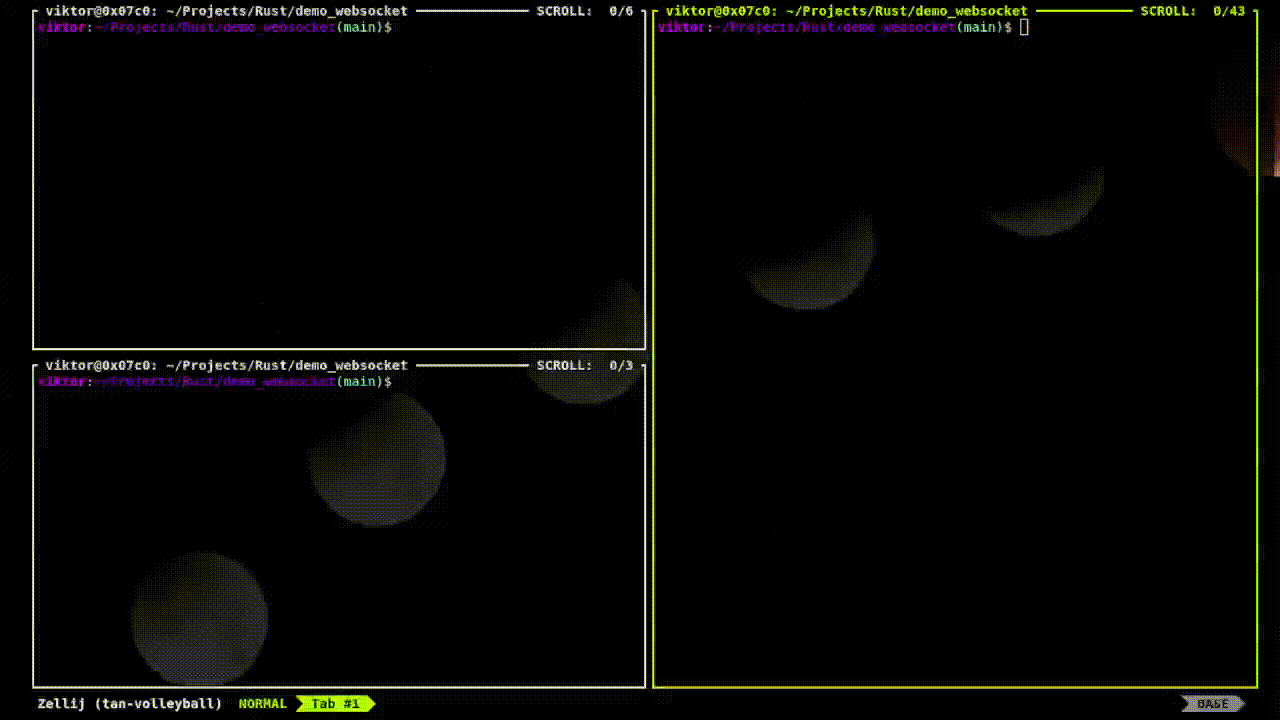 viktor@0x07c0: ~/Projects/Rust/demo_websocket SCROLL: 0/6
viktor:~/Projects/Rust/demo_websocket(main)$
viktor@0x07c0: ~/Projects/Rust/demo_websocket SCROLL: 0/3
viktor:~/Projects/Rust/demo_websocket(main)$
viktor@0x07c0: ~/Projects/Rust/demo_websocket SCROLL: 0/43
viktor:~/Projects/Rust/demo_websocket(main)$
Zellij (tan-volleyball) NORMAL Tab #1 BASE